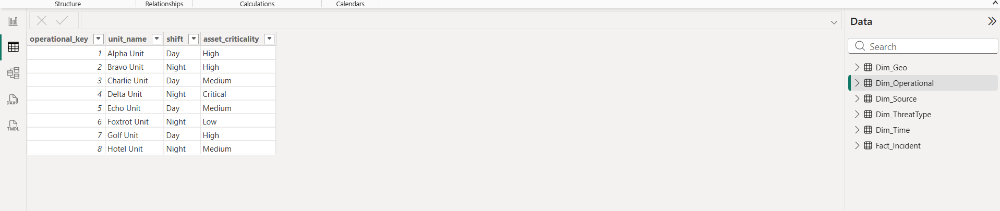 Structure Relationships Calculations Calendars
Data
Search
operational_key unit_name shift asset_criticality
1 Alpha Unit Day High
2 Bravo Unit Night High
3 Charlie Unit Day Medium
4 Delta Unit Night Critical
5 Echo Unit Day Medium
6 Foxtrot Unit Night Low
7 Golf Unit Day High
8 Hotel Unit Night Medium
DAX
TMDL
Dim_Geo
Dim_Operational
Dim_Source
Dim_ThreatType
Dim_Time
Fact_Incident